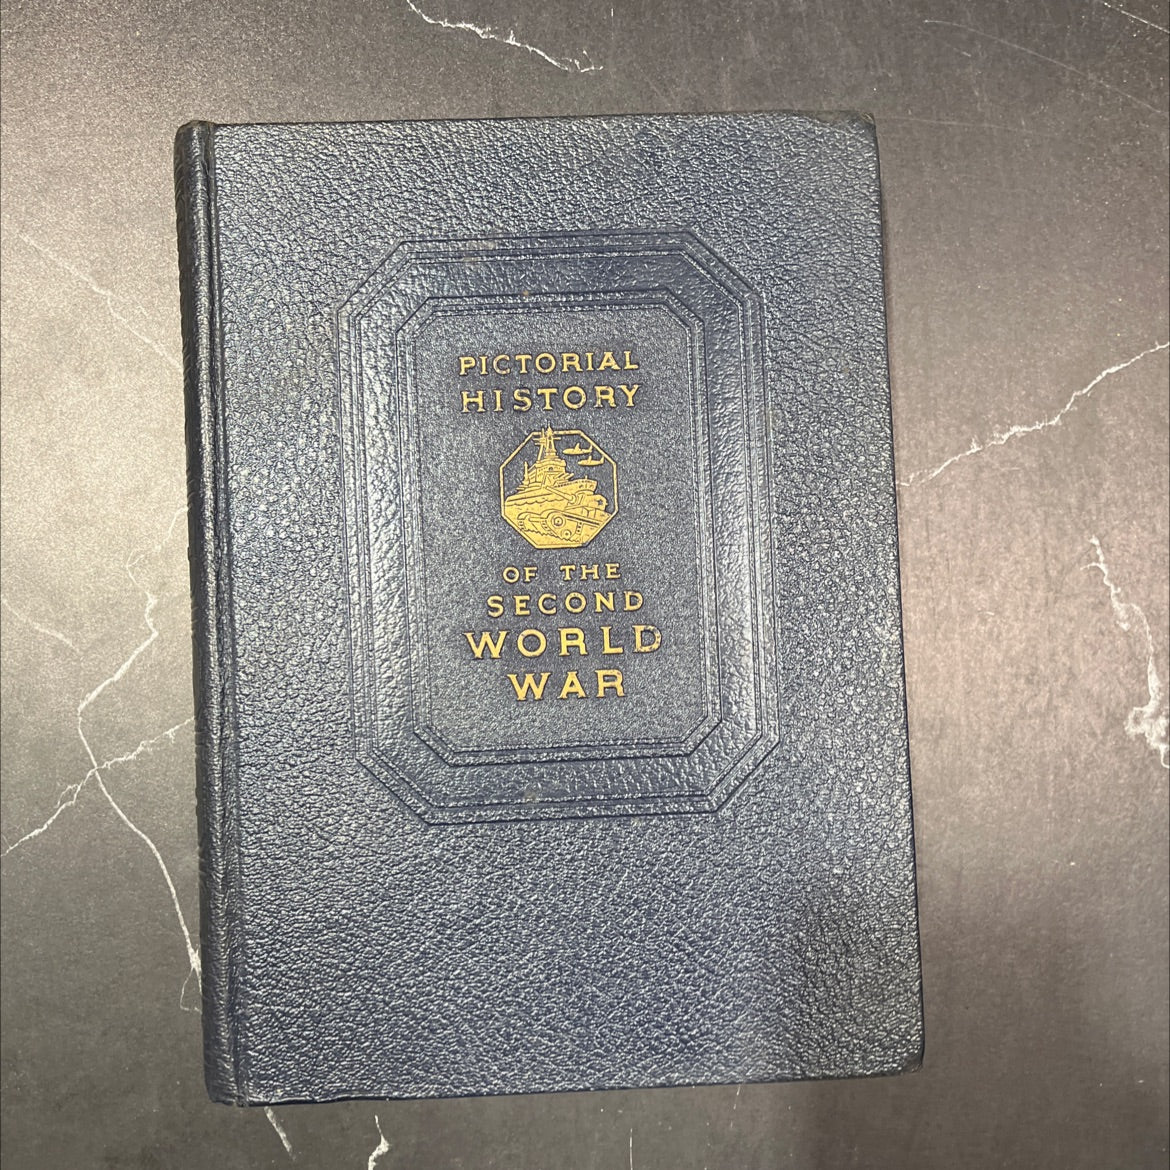 PICTORIAL
HISTORY
OF THE
SECOND
WORLD
WAR